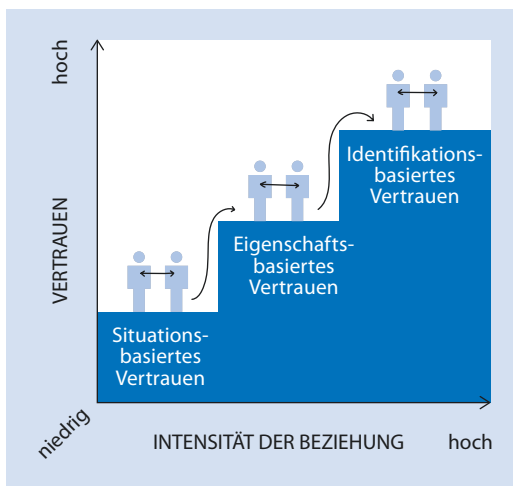 hoch
VERTRAUEN
Identifikations-
basiertes
Vertrauen
Eigenschafts-
basiertes
Vertrauen
Situations-
basiertes
Vertrauen
niedrig
INTENSITÄT DER BEZIEHUNG
hoch